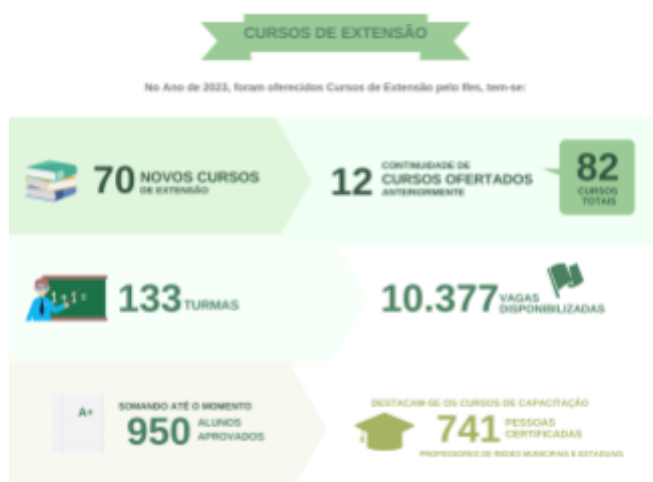 CURSOS DE EXTENSÃO
No Ano de 2023, foram oferecidos Cursos de Extensão pelo Ifes, tem-se:
70 NOVOS CURSOS
DE EXTENSÃO
12 CONTINUIDADE DE
CURSOS OFERTADOS
ANTERIORMENTE
82
CURSOS
TOTAIS
1+1=
133 TURMAS
10.377 VAGAS
DISPONIBILIZADAS
A+
SOMANDO ATÉ O MOMENTO
950 ALUNOS
APROVADOS
DESTACAM-SE OS CURSOS DE CAPACITAÇÃO
741 PESSOAS
CERTIFICADAS
PROFESSORES DE REDES MUNICIPAIS E ESTADUAIS